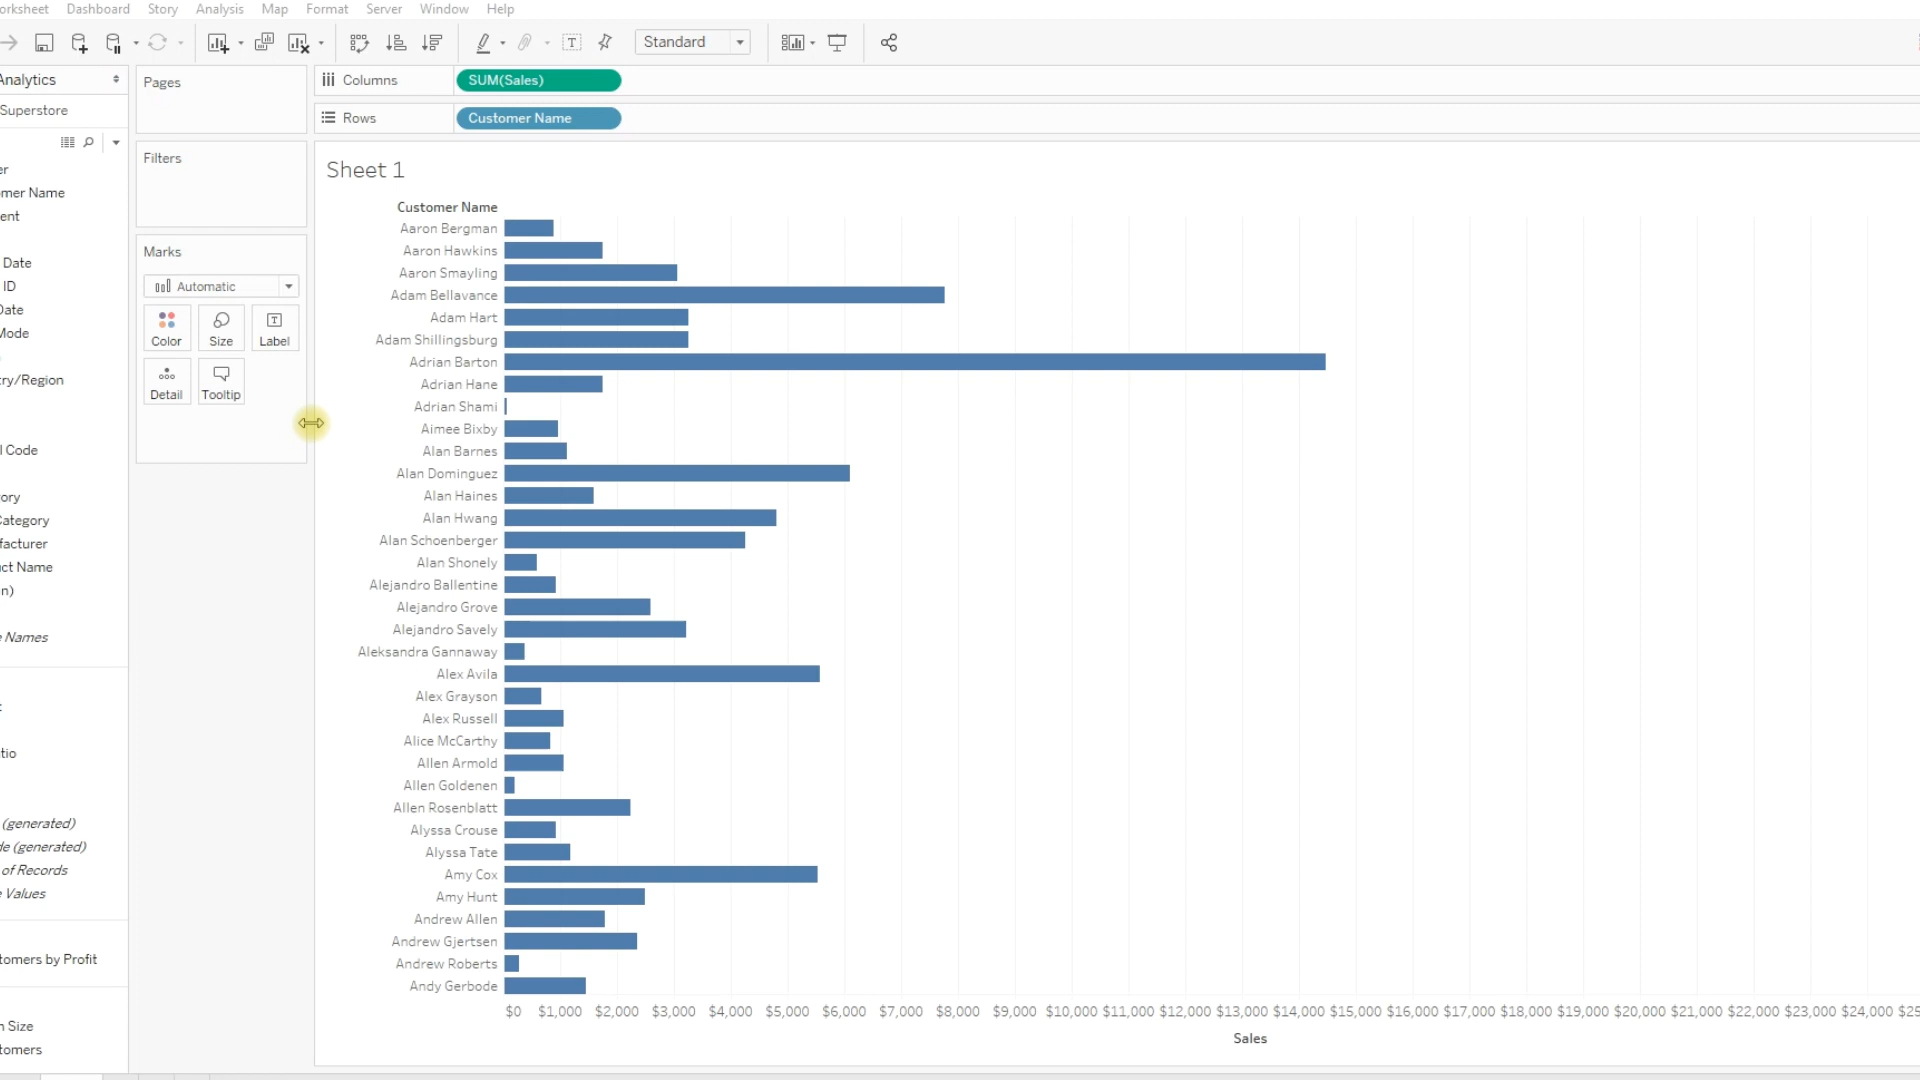 orksheet Dashboard Story Analysis Map Format Server Window Help
Standard
Analytics
Pages
Columns SUM(Sales)
Superstore
Rows Customer Name
Filters
er
mer Name
ent
Date
ID
Date
Mode
ry/Region
l Code
ory
Category
facturer
ct Name
n)
e Names
tio
(generated)
de (generated)
of Records
e Values
tomers by Profit
n Size
tomers
Marks
Automatic
Color Size Label
Detail Tooltip
Sheet 1
Customer Name
Aaron Bergman
Aaron Hawkins
Aaron Smayling
Adam Bellavance
Adam Hart
Adam Shillingsburg
Adrian Barton
Adrian Hane
Adrian Shami
Aimee Bixby
Alan Barnes
Alan Dominguez
Alan Haines
Alan Hwang
Alan Schoenberger
Alan Shonely
Alejandro Ballentine
Alejandro Grove
Alejandro Savely
Aleksandra Gannaway
Alex Avila
Alex Grayson
Alex Russell
Alice McCarthy
Allen Armold
Allen Goldenen
Allen Rosenblatt
Alyssa Crouse
Alyssa Tate
Amy Cox
Amy Hunt
Andrew Allen
Andrew Gjertsen
Andrew Roberts
Andy Gerbode
$0 $1,000 $2,000 $3,000 $4,000 $5,000 $6,000 $7,000 $8,000 $9,000 $10,000 $11,000 $12,000 $13,000 $14,000 $15,000 $16,000 $17,000 $18,000 $19,000 $20,000 $21,000 $22,000 $23,000 $24,000 $25
Sales